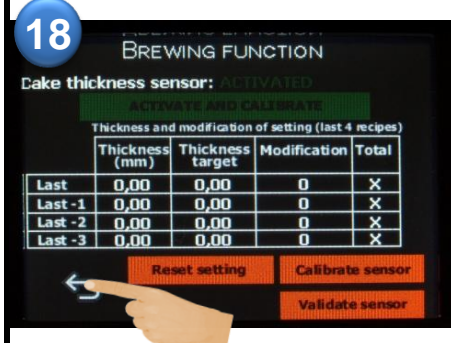 18
BREWING FUNCTION
Cake thickness sensor: ACTIVATED
ACTIVATE AND CALIBRATE
Thickness and modification of setting (last 4 recipes)
Thickness (mm) Thickness target Modification Total
Last 0,00 0,00 0 X
Last -1 0,00 0,00 0 X
Last -2 0,00 0,00 0 X
Last -3 0,00 0,00 0 X
Reset setting Calibrate sensor
Validate sensor